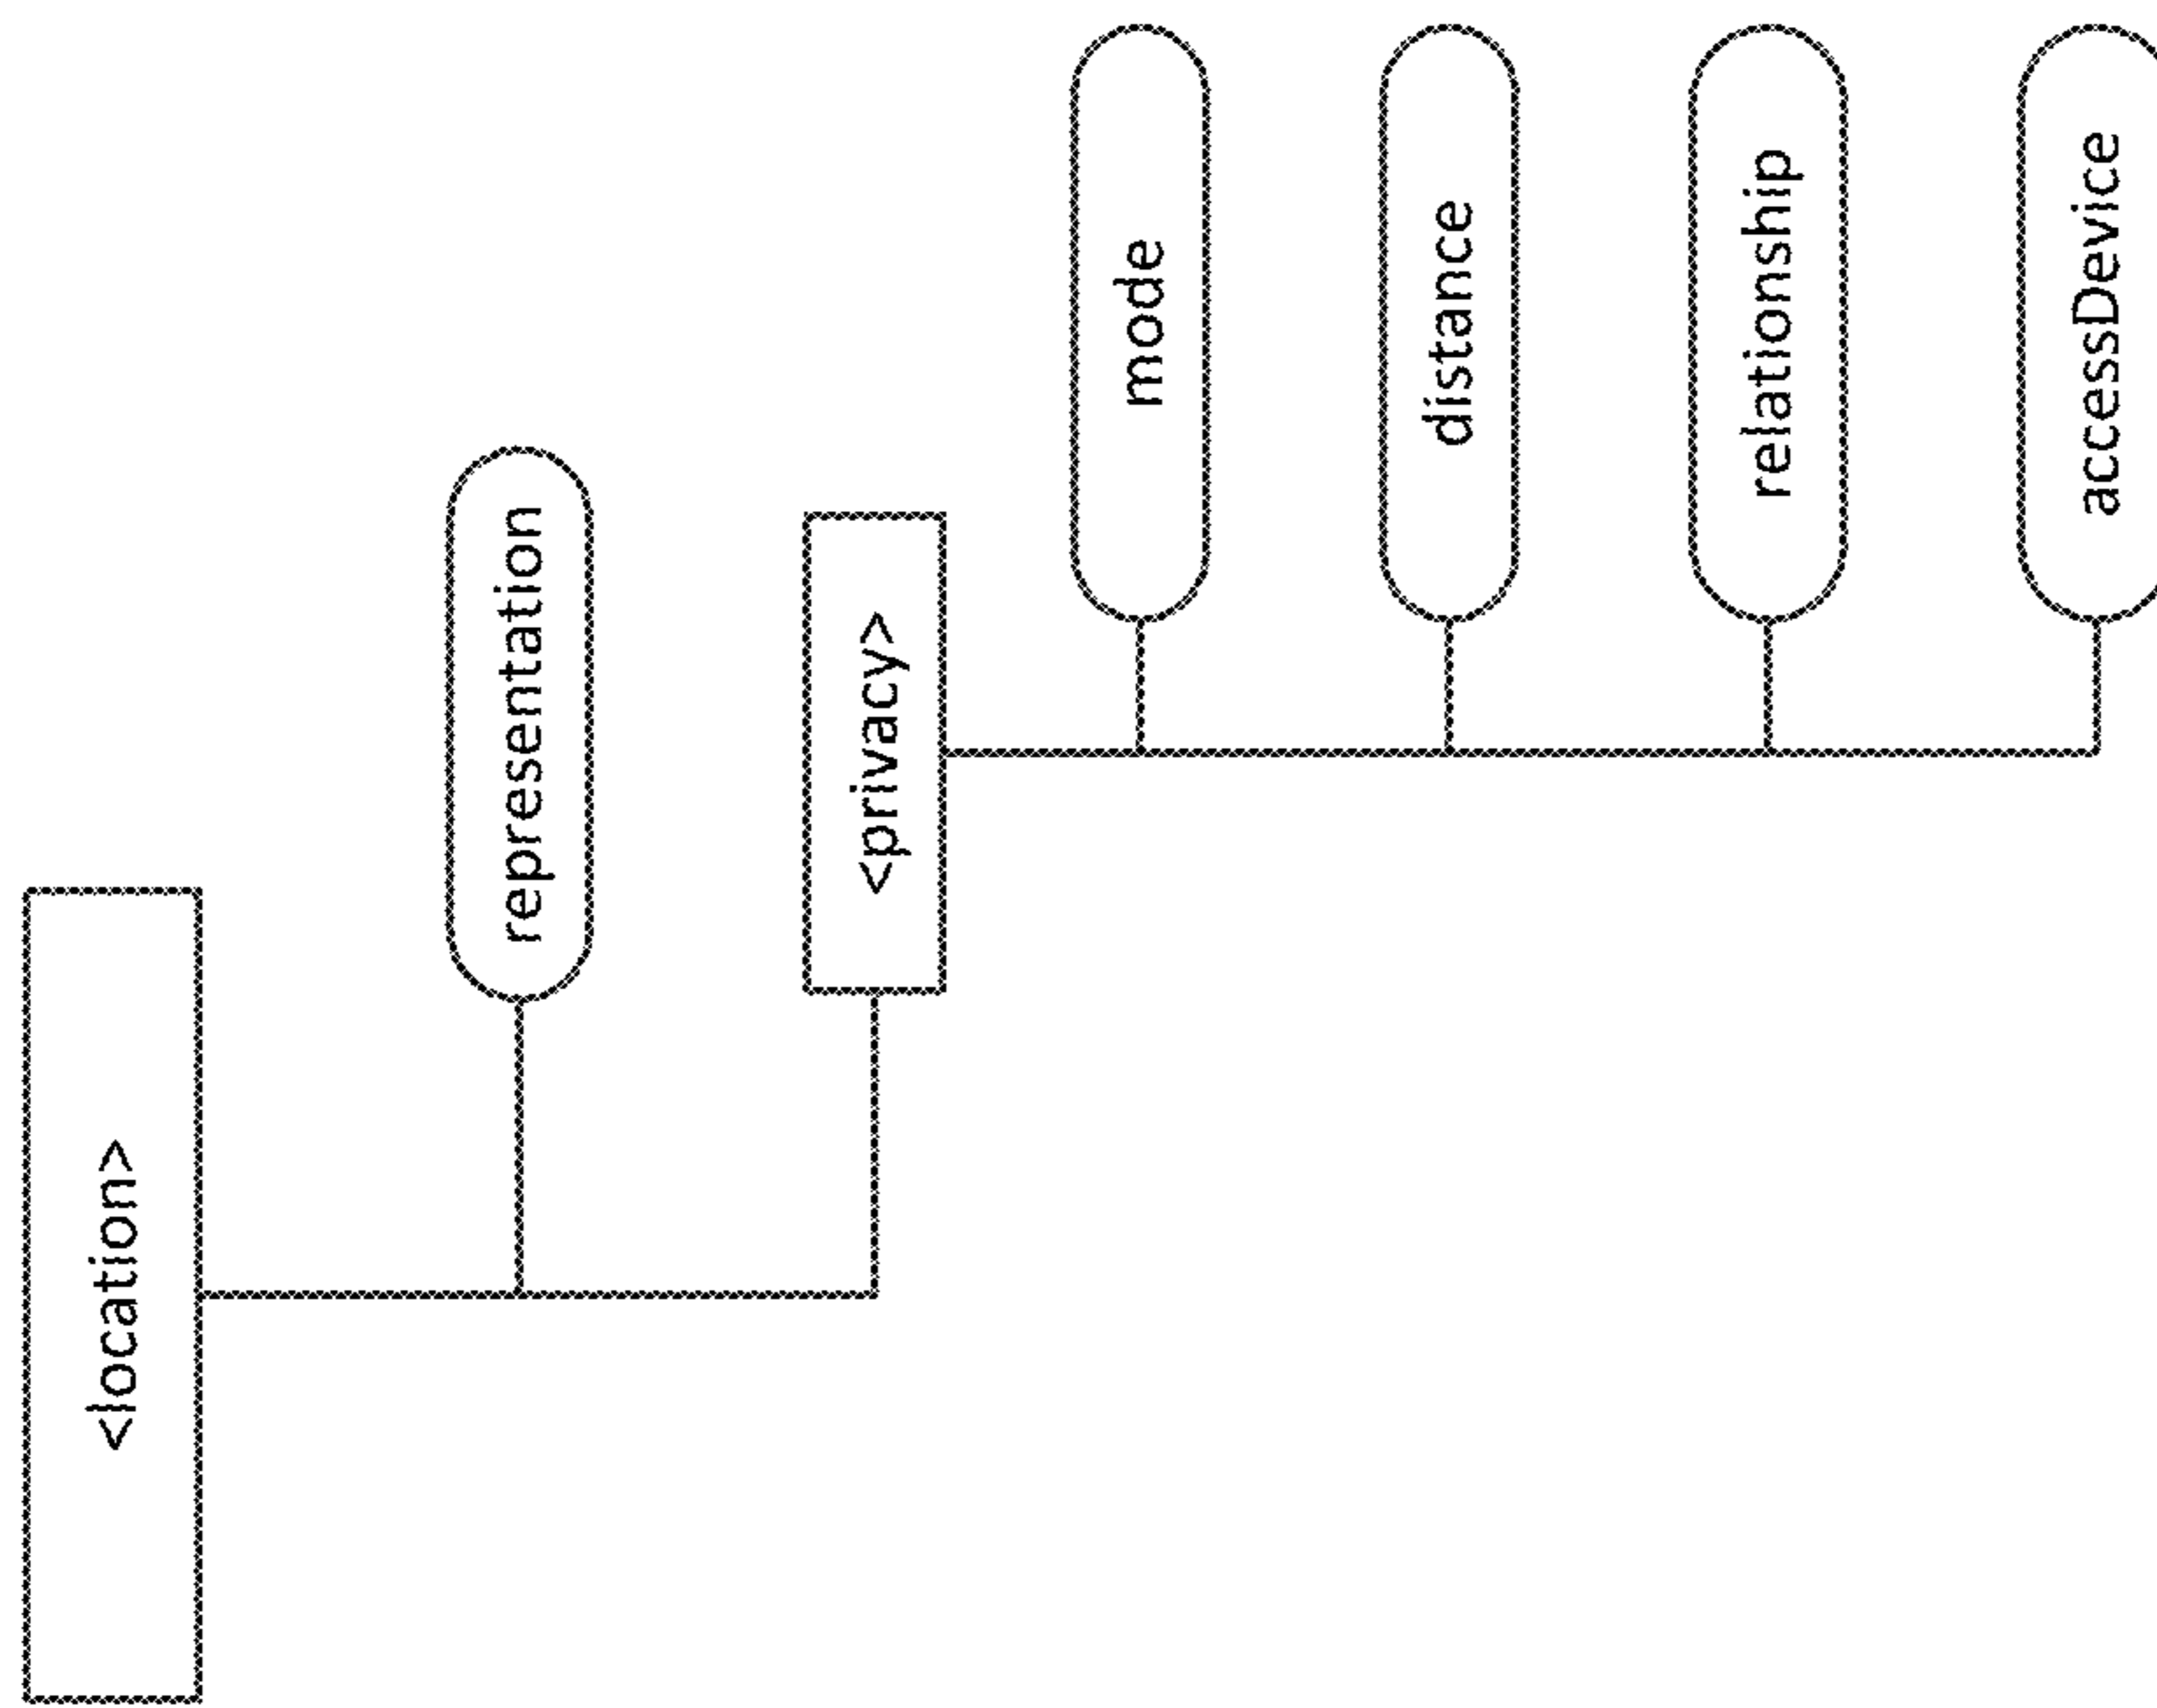 <location>
representation
<privacy>
mode
distance
relationship
accessDevice